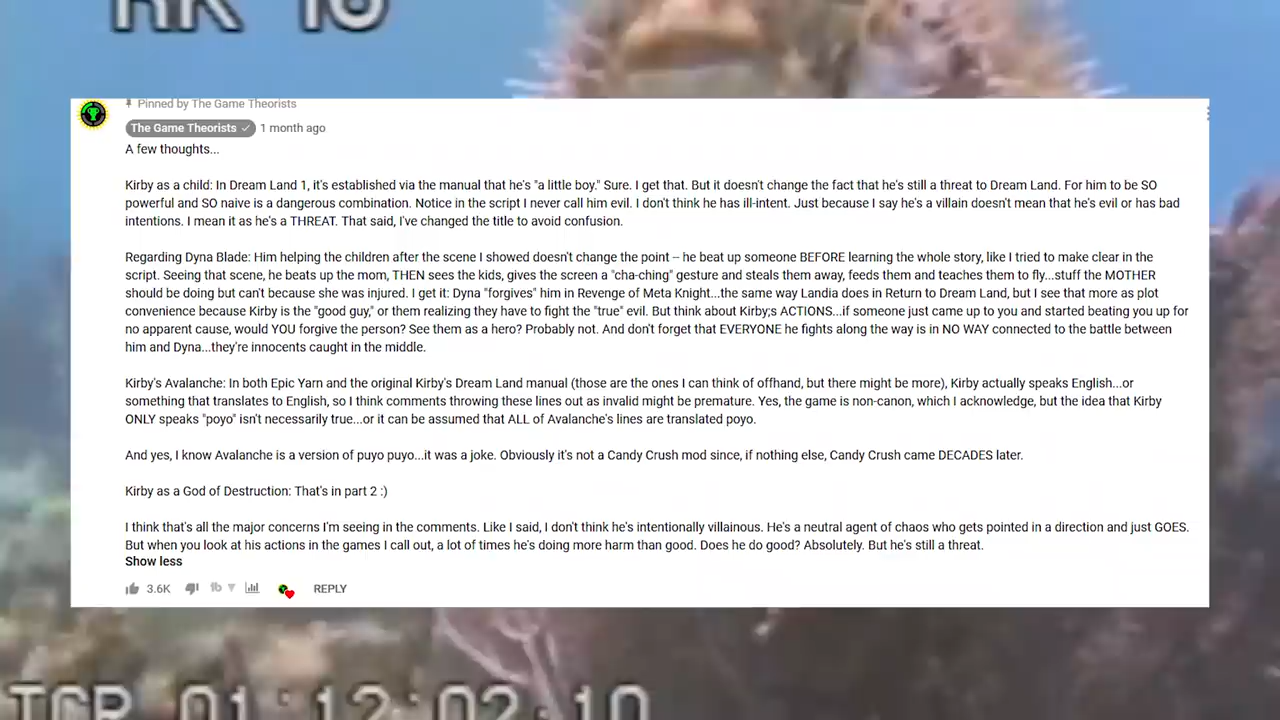 RK 16
Pinned by The Game Theorists
The Game Theorists 1 month ago
A few thoughts...
Kirby as a child: In Dream Land 1, it's established via the manual that he's "a little boy." Sure. I get that. But it doesn't change the fact that he's still a threat to Dream Land. For him to be SO
powerful and SO naive is a dangerous combination. Notice in the script I never call him evil. I don't think he has ill-intent. Just because I say he's a villain doesn't mean that he's evil or has bad
intentions. I mean it as he's a THREAT. That said, I've changed the title to avoid confusion.
Regarding Dyna Blade: Him helping the children after the scene I showed doesn't change the point -- he beat up someone BEFORE learning the whole story, like I tried to make clear in the
script. Seeing that scene, he beats up the mom, THEN sees the kids, gives the screen a "cha-ching" gesture and steals them away, feeds them and teaches them to fly...stuff the MOTHER
should be doing but can't because she was injured. I get it: Dyna "forgives" him in Revenge of Meta Knight...the same way Landia does in Return to Dream Land, but I see that more as plot
convenience because Kirby is the "good guy," or them realizing they have to fight the "true" evil. But think about Kirby;s ACTIONS...if someone just came up to you and started beating you up for
no apparent cause, would YOU forgive the person? See them as a hero? Probably not. And don't forget that EVERYONE he fights along the way is in NO WAY connected to the battle between
him and Dyna...they're innocents caught in the middle.
Kirby's Avalanche: In both Epic Yarn and the original Kirby's Dream Land manual (those are the ones I can think of offhand, but there might be more), Kirby actually speaks English...or
something that translates to English, so I think comments throwing these lines out as invalid might be premature. Yes, the game is non-canon, which I acknowledge, but the idea that Kirby
ONLY speaks "poyo" isn't necessarily true...or it can be assumed that ALL of Avalanche's lines are translated poyo.
And yes, I know Avalanche is a version of puyo puyo...it was a joke. Obviously it's not a Candy Crush mod since, if nothing else, Candy Crush came DECADES later.
Kirby as a God of Destruction: That's in part 2 :)
I think that's all the major concerns I'm seeing in the comments. Like I said, I don't think he's intentionally villainous. He's a neutral agent of chaos who gets pointed in a direction and just GOES.
But when you look at his actions in the games I call out, a lot of times he's doing more harm than good. Does he do good? Absolutely. But he's still a threat.
Show less
3.6K REPLY
TCR 01:12:02:10